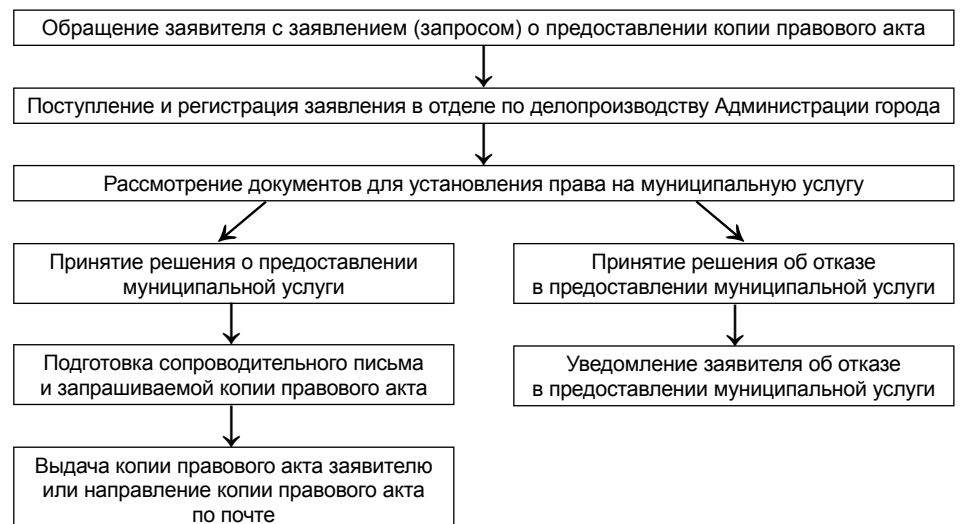 Обращение заявителя с заявлением (запросом) о предоставлении копии правового акта
Поступление и регистрация заявления в отделе по делопроизводству Администрации города
Рассмотрение документов для установления права на муниципальную услугу
Принятие решения о предоставлении
муниципальной услуги
Принятие решения об отказе
в предоставлении муниципальной услуги
Подготовка сопроводительного письма
и запрашиваемой копии правового акта
Уведомление заявителя об отказе
в предоставлении муниципальной услуги
Выдача копии правового акта заявителю
или направление копии правового акта
по почте